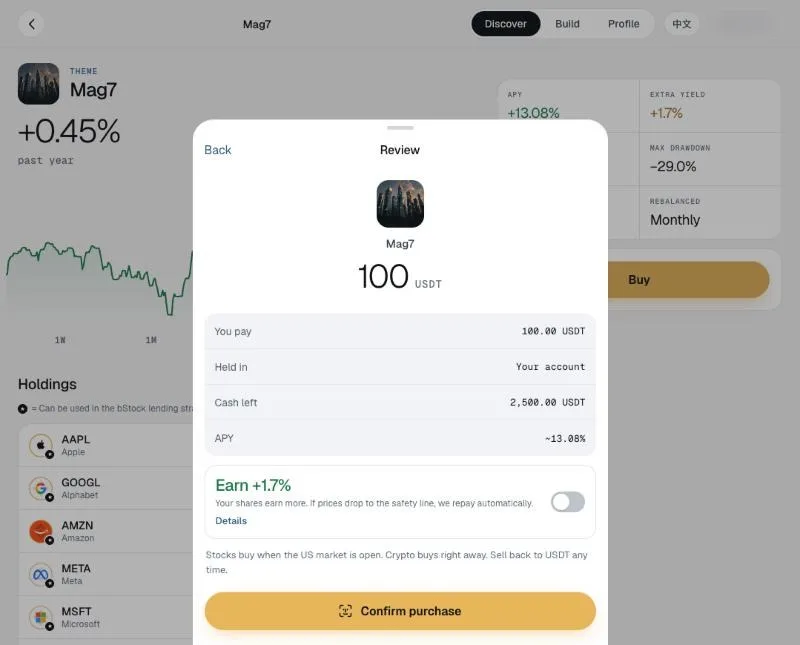 Mag7
Discover
Build
Profile
中文
THEME
Mag7
+0.45%
past year
1W
1M
Holdings
= Can be used in the bStock lending stra
AAPL
Apple
GOOGL
Alphabet
AMZN
Amazon
META
Meta
MSFT
Microsoft
APY
+13.08%
EXTRA YIELD
+1.7%
MAX DRAWDOWN
−29.0%
REBALANCED
Monthly
Buy
Back
Review
Mag7
100 USDT
You pay
100.00 USDT
Held in
Your account
Cash left
2,500.00 USDT
APY
~13.08%
Earn +1.7%
Your shares earn more. If prices drop to the safety line, we repay automatically.
Details
Stocks buy when the US market is open. Crypto buys right away. Sell back to USDT any
time.
Confirm purchase